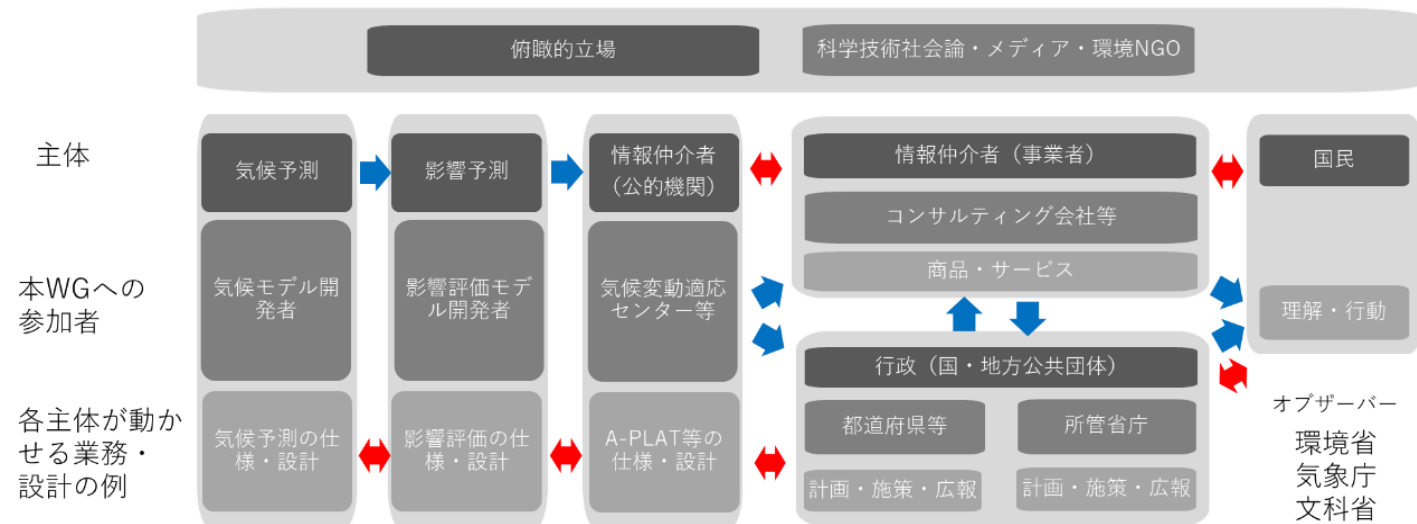 俯瞰的立場
科学技術社会論・メディア・環境NGO
主体
気候予測
影響予測
情報仲介者
（公的機関）
情報仲介者（事業者）
国民
コンサルティング会社等
商品・サービス
本WGへの
参加者
気候モデル開
発者
影響評価モデ
ル開発者
気候変動適応
センター等
理解・行動
行政（国・地方公共団体）
各主体が動か
せる業務・
設計の例
気候予測の仕
様・設計
影響評価の仕
様・設計
A-PLAT等の
仕様・設計
都道府県等
所管省庁
計画・施策・広報
計画・施策・広報
オブザーバー
環境省
気象庁
文科省